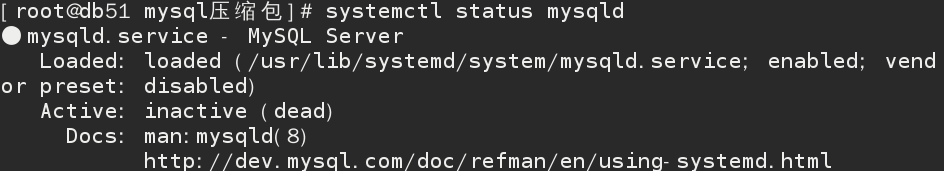 [root@db51 mysql压缩包]# systemctl status mysqld
● mysqld.service - MySQL Server
Loaded: loaded (/usr/lib/systemd/system/mysqld.service; enabled; vend
or preset: disabled)
Active: inactive (dead)
Docs: man:mysqld(8)
http://dev.mysql.com/doc/refman/en/using-systemd.html